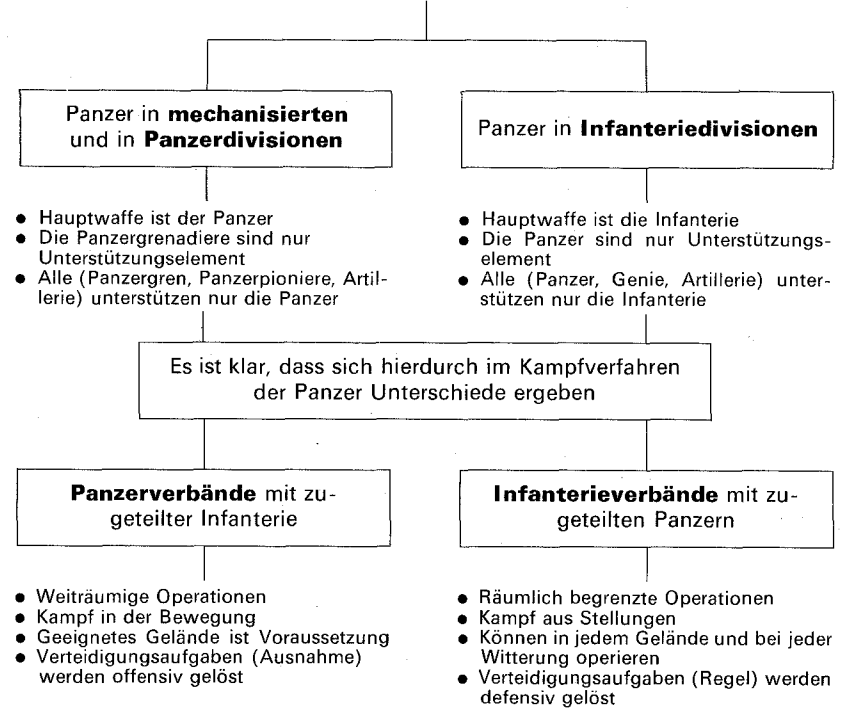 Panzer in mechanisierten
und in Panzerdivisionen
Panzer in Infanteriedivisionen
● Hauptwaffe ist der Panzer
● Die Panzergrenadiere sind nur
Unterstützungselement
● Alle (Panzergren, Panzerpioniere, Artil-
lerie) unterstützen nur die Panzer
● Hauptwaffe ist die Infanterie
● Die Panzer sind nur Unterstützungs-
element
● Alle (Panzer, Genie, Artillerie) unter-
stützen nur die Infanterie
Es ist klar, dass sich hierdurch im Kampfverfahren
der Panzer Unterschiede ergeben
Panzerverbände mit zu-
geteilter Infanterie
Infanterieverbände mit zu-
geteilten Panzern
● Weiträumige Operationen
● Kampf in der Bewegung
● Geeignetes Gelände ist Voraussetzung
● Verteidigungsaufgaben (Ausnahme)
werden offensiv gelöst
● Räumlich begrenzte Operationen
● Kampf aus Stellungen
● Können in jedem Gelände und bei jeder
Witterung operieren
● Verteidigungsaufgaben (Regel) werden
defensiv gelöst